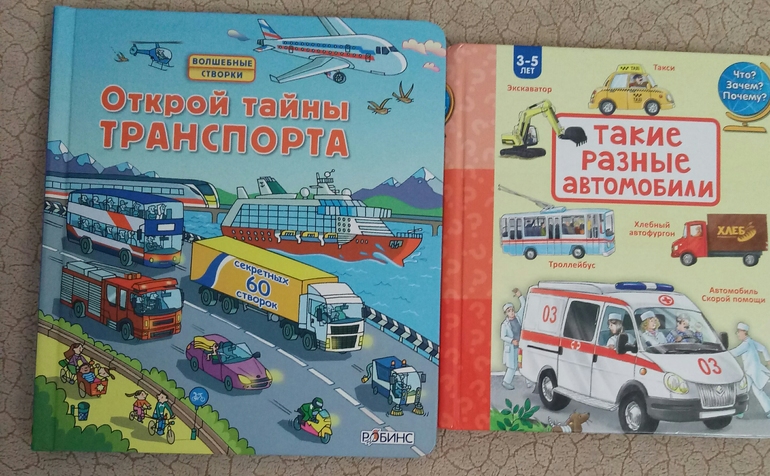 ВОЛШЕБНЫЕ
СТВОРКИ
Открой тайны
ТРАНСПОРТА
СЕКРЕТНЫХ
60
СТВОРОК
РОБИНС
3-5
ЛЕТ
Такси
TAXI
Экскаватор
Что?
Зачем?
Почему?
ТАКИЕ
РАЗНЫЕ
АВТОМОБИЛИ
Троллейбус
Хлебный
автофургон
ХЛЕБ
Автомобиль
Скорой помощи
03
03